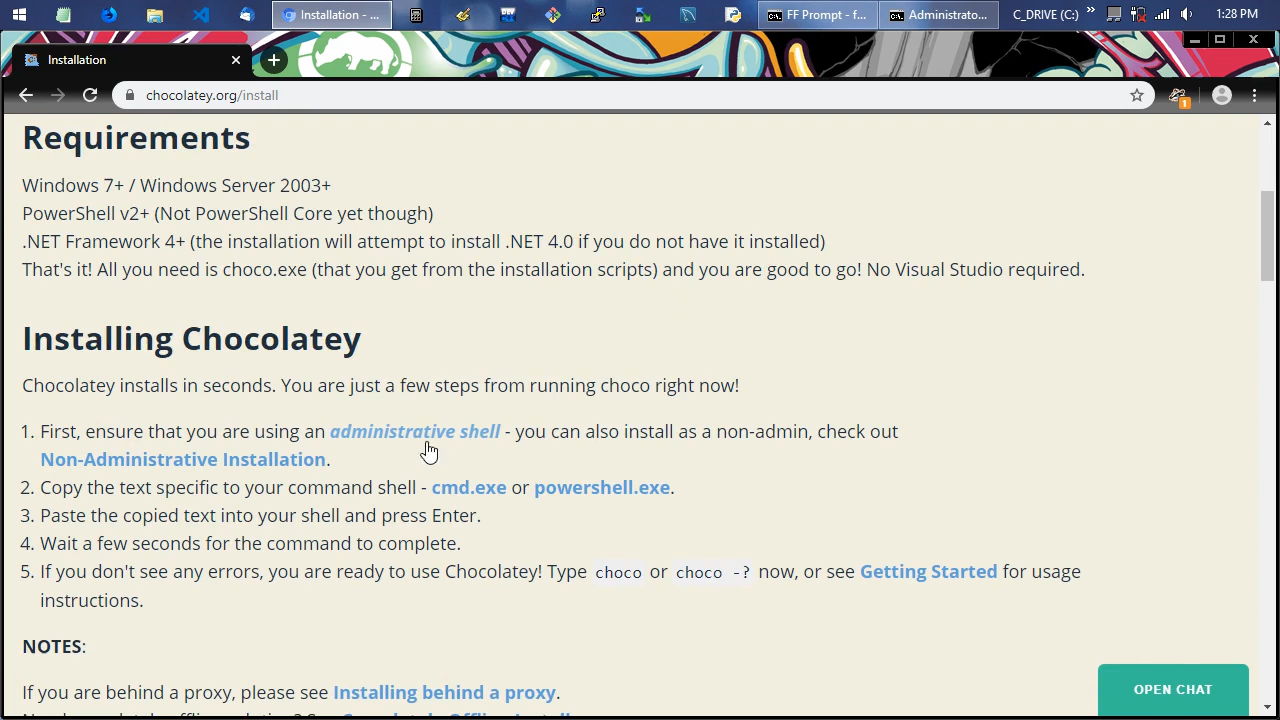 Installation - ...
FF Prompt - f...
Administrato...
C_DRIVE (C:)
1:28 PM
Installation
chocolatey.org/install
1
Requirements
Windows 7+ / Windows Server 2003+
PowerShell v2+ (Not PowerShell Core yet though)
.NET Framework 4+ (the installation will attempt to install .NET 4.0 if you do not have it installed)
That's it! All you need is choco.exe (that you get from the installation scripts) and you are good to go! No Visual Studio required.
Installing Chocolatey
Chocolatey installs in seconds. You are just a few steps from running choco right now!
1. First, ensure that you are using an administrative shell - you can also install as a non-admin, check out
Non-Administrative Installation.
2. Copy the text specific to your command shell - cmd.exe or powershell.exe.
3. Paste the copied text into your shell and press Enter.
4. Wait a few seconds for the command to complete.
5. If you don't see any errors, you are ready to use Chocolatey! Type choco or choco -? now, or see Getting Started for usage
instructions.
NOTES:
If you are behind a proxy, please see Installing behind a proxy.
OPEN CHAT